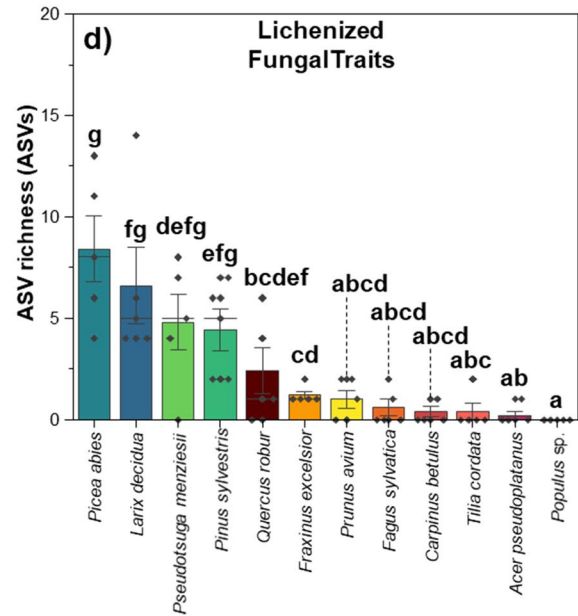 d)
Lichenized
FungalTraits
ASV richness (ASVs)
20
15
10
5
0
g
fg
defg
efg
bcdef
cd
abcd
abcd
abcd
abc
ab
a
Picea abies
Larix decidua
Pseudotsuga menziesii
Pinus sylvestris
Quercus robur
Fraxinus excelsior
Prunus avium
Fagus sylvatica
Carpinus betulus
Tilia cordata
Acer pseudoplatanus
Populus sp.